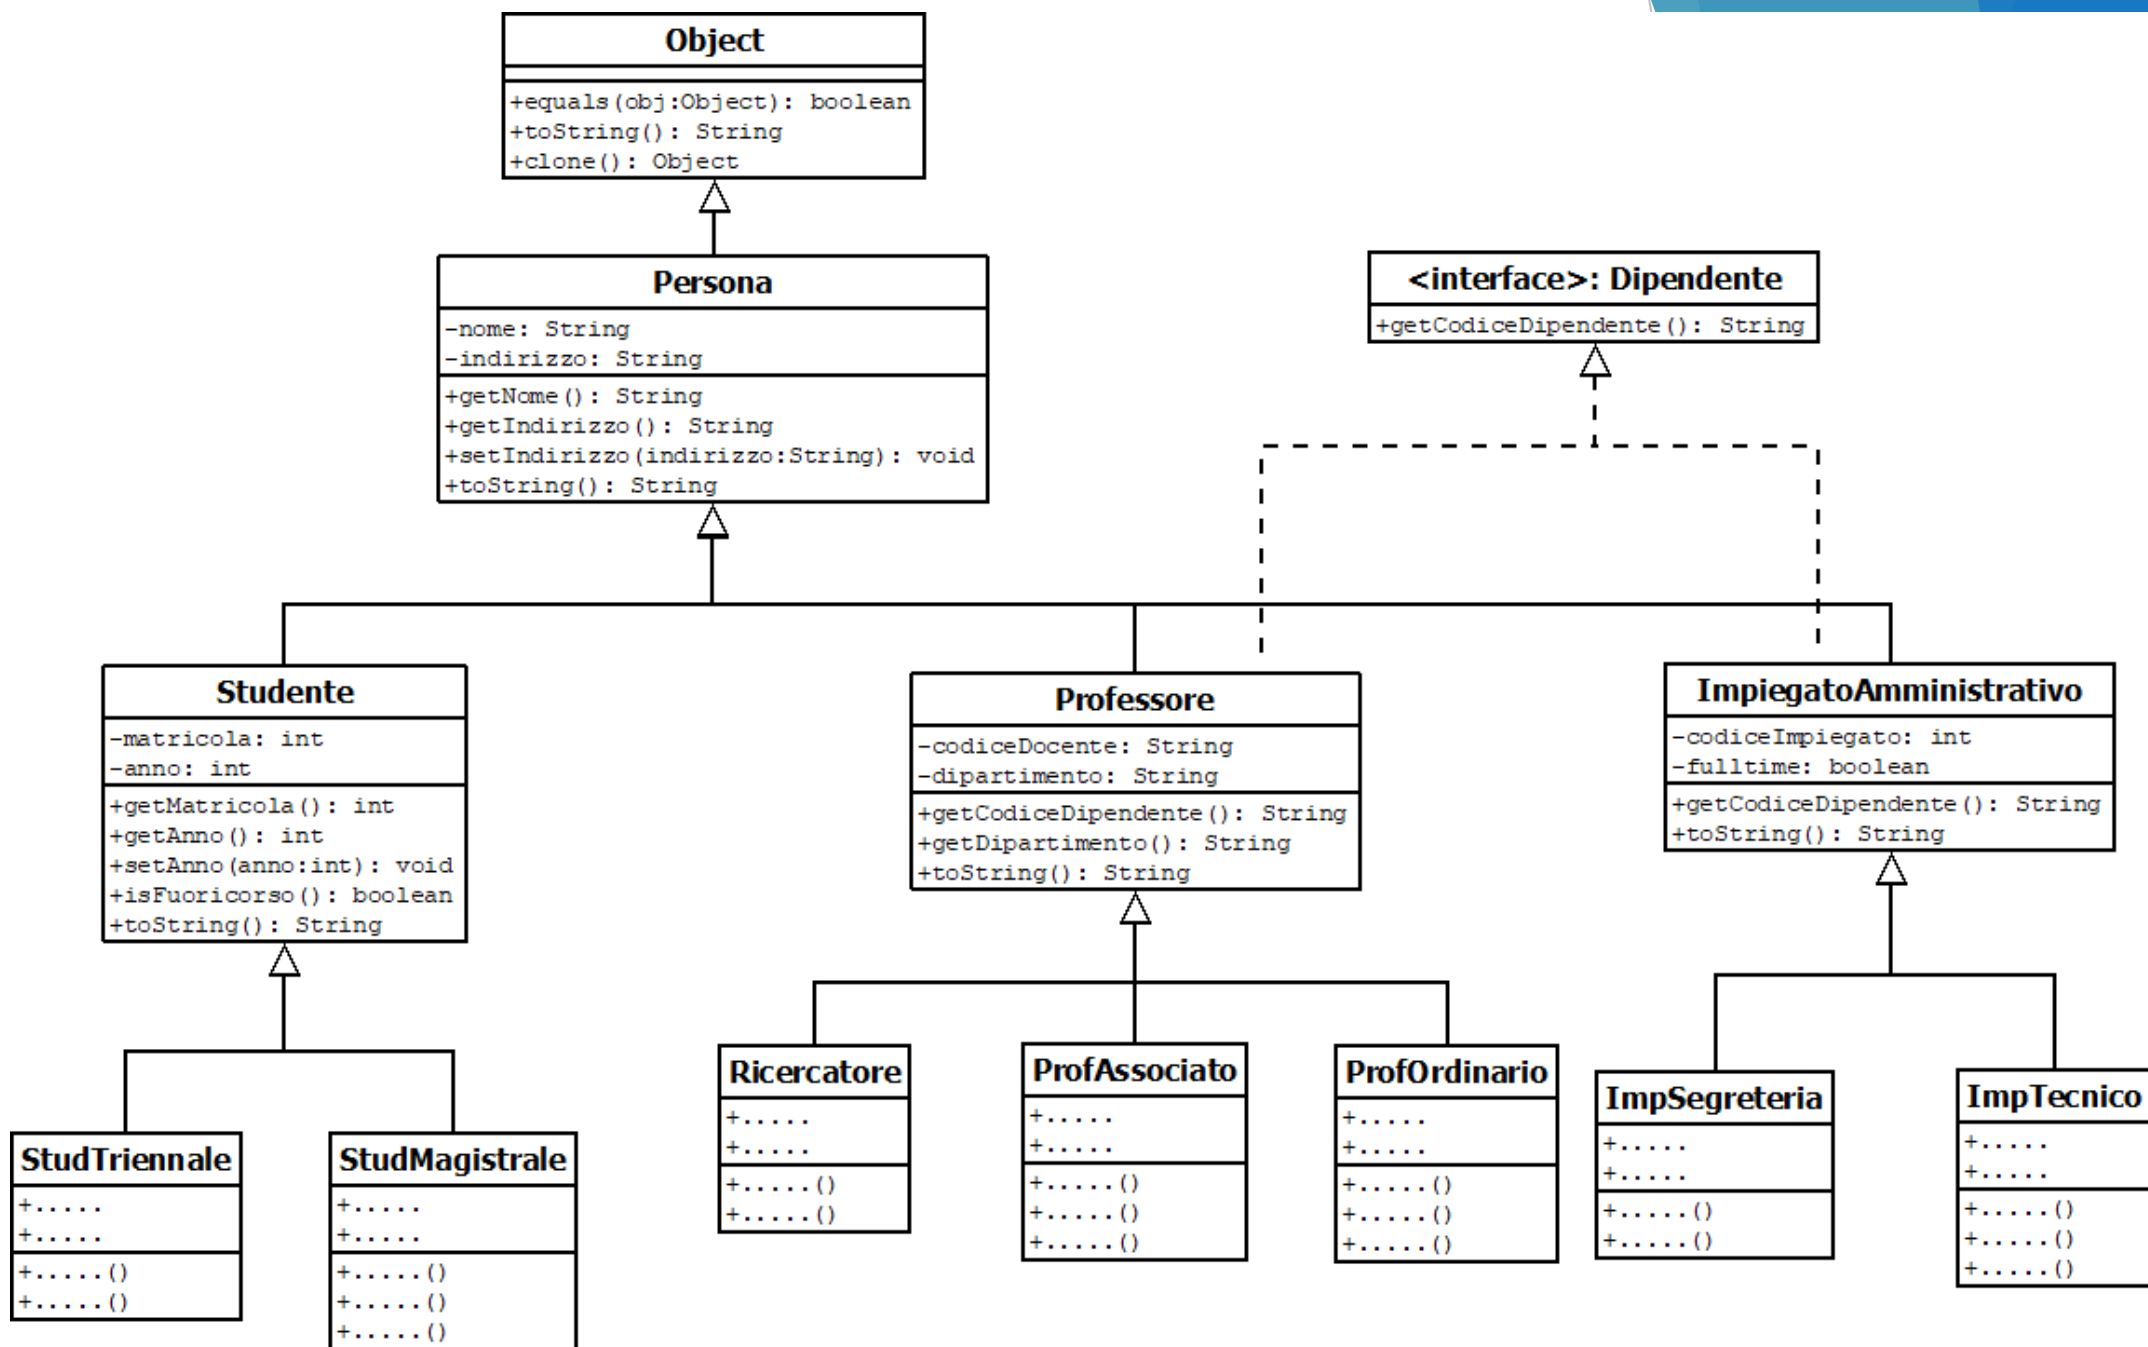 Object
+equals(obj:Object): boolean
+toString(): String
+clone(): Object
Persona
-nome: String
-indirizzo: String
+getNome(): String
+getIndirizzo(): String
+setIndirizzo(indirizzo:String): void
+toString(): String
<interface>: Dipendente
+getCodiceDipendente(): String
Studente
-matricola: int
-anno: int
+getMatricola(): int
+getAnno(): int
+setAnno(anno:int): void
+isFuoricorso(): boolean
+toString(): String
Professore
-codiceDocente: String
-dipartimento: String
+getCodiceDipendente(): String
+getDipartimento(): String
+toString(): String
ImpiegatoAmministrativo
-codiceImpiegato: int
-fulltime: boolean
+getCodiceDipendente(): String
+toString(): String
StudTriennale
+.....
+.....
+.....()
+.....()
StudMagistrale
+.....
+.....
+.....()
+.....()
+.....()
Ricercatore
+.....
+.....
+.....()
+.....()
ProfAssociato
+.....
+.....
+.....()
+.....()
+.....()
ProfOrdinario
+.....
+.....
+.....()
+.....()
+.....()
ImpSegreteria
+.....
+.....
+.....()
+.....()
ImpTecnico
+.....
+.....
+.....()
+.....()
+.....()